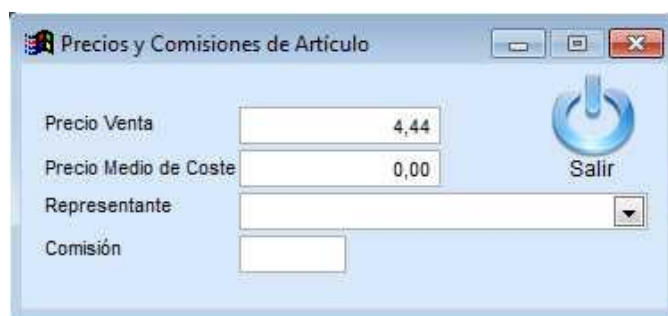 Precios y Comisiones de Artículo
Precio Venta 4,44
Precio Medio de Coste 0,00
Salir
Representante
Comisión